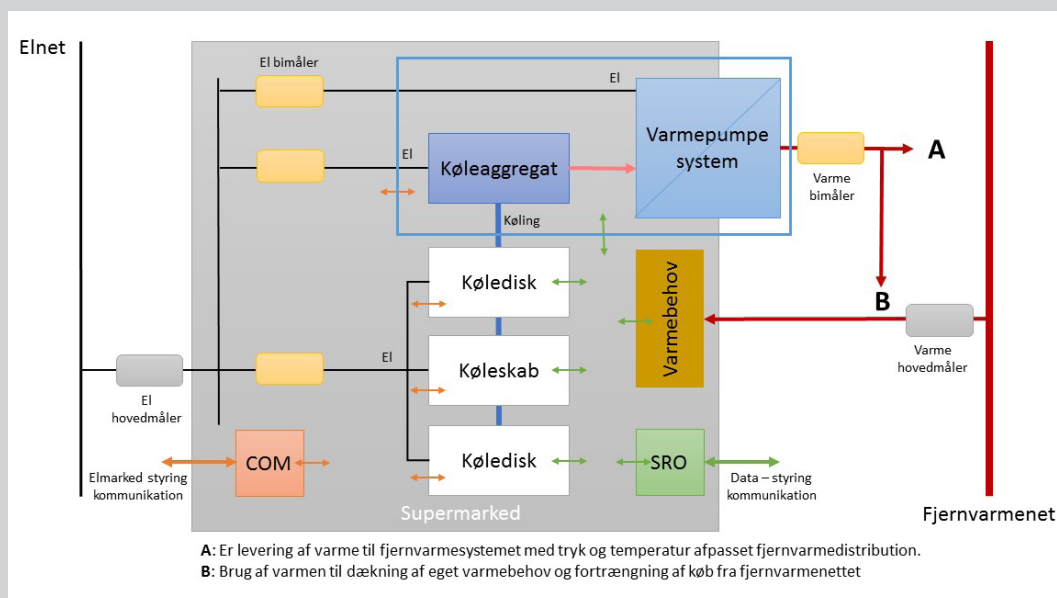 Elnet
El bimåler
El
Varmepumpe
system
El
Køleaggregat
A
Varme
bimåler
Køling
Køledisk
Varmebehov
B
El
Køleskab
Varme
hovedmåler
El
hovedmåler
COM
Køledisk
SRO
Elmarked styring
kommunikation
Data – styring
kommunikation
Supermarked
Fjernvarmenet
A: Er levering af varme til fjernvarmesystemet med tryk og temperatur afpasset fjernvarmedistribution.
B: Brug af varmen til dækning af eget varmebehov og fortrængning af køb fra fjernvarmenettet